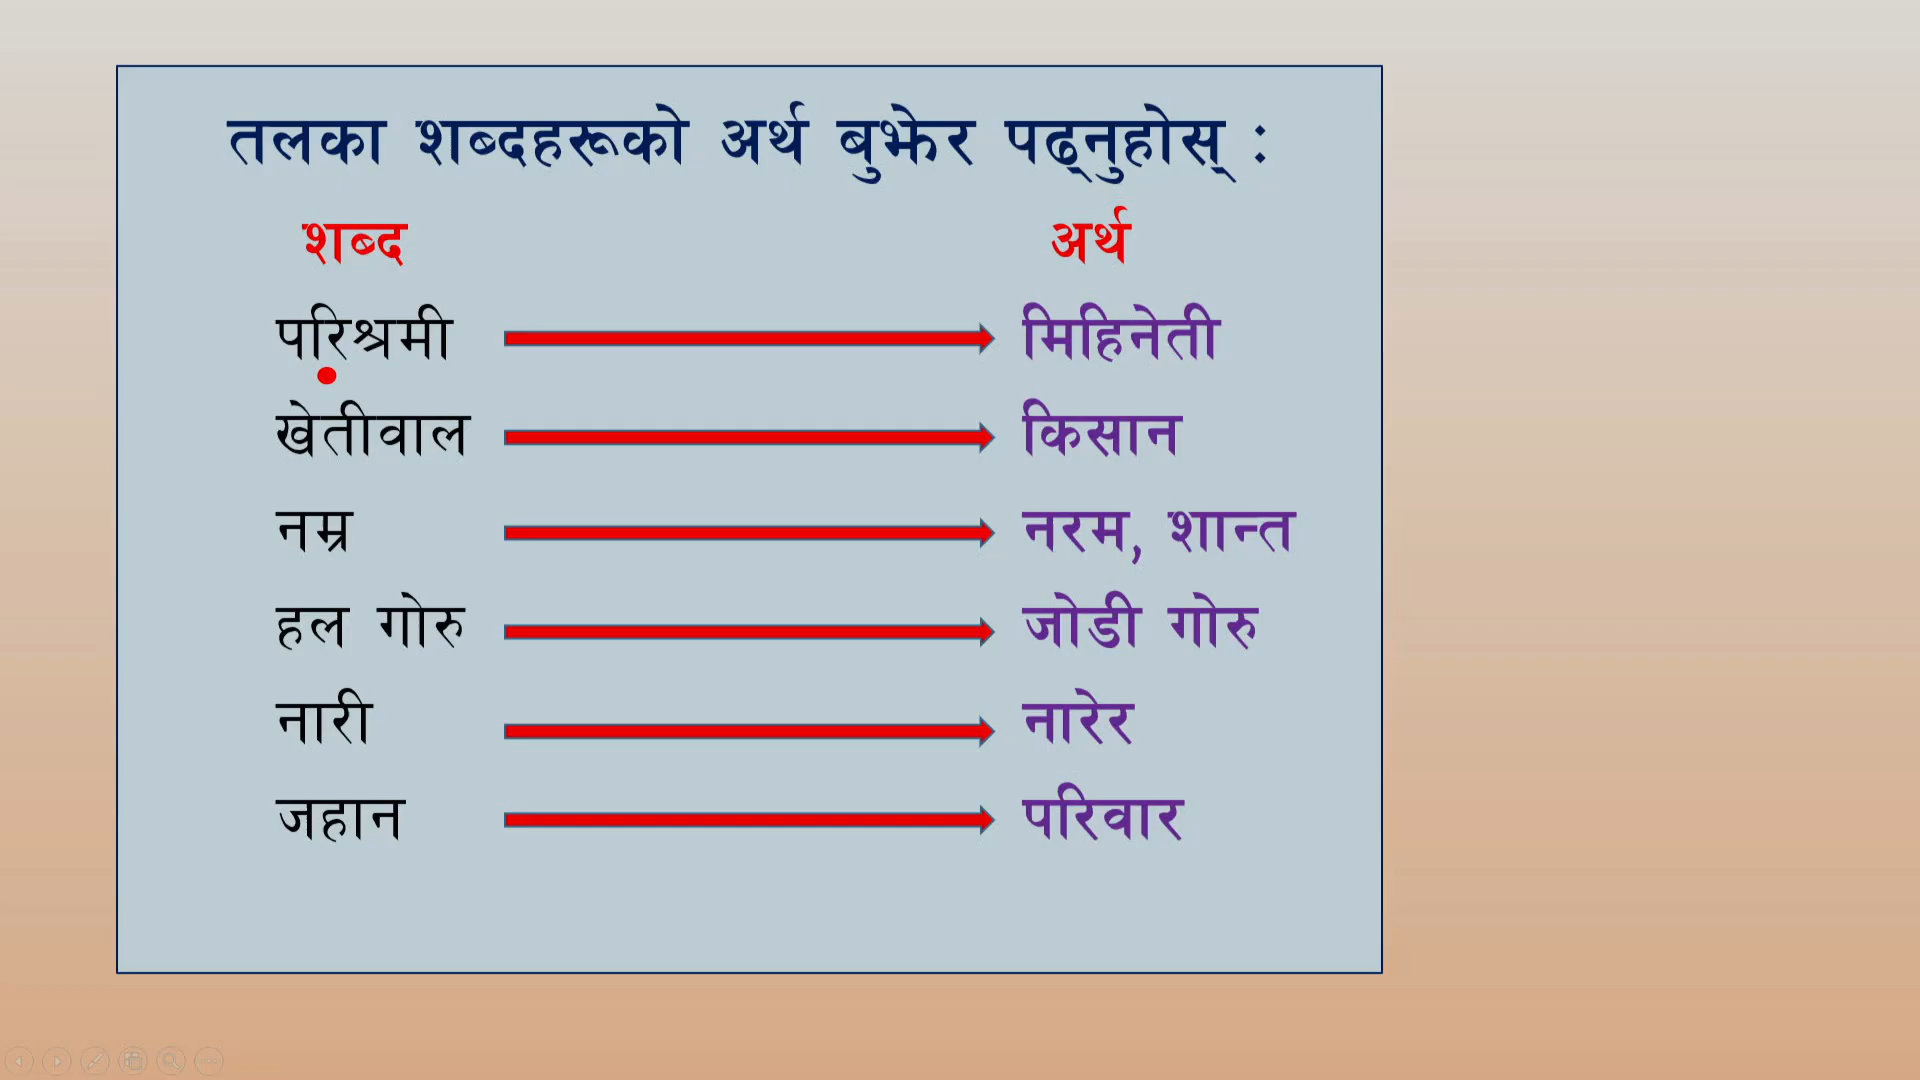 तलका शब्दहरूको अर्थ बुझेर पढ्नुहोस् :
शब्द अर्थ
परिश्रमी मिहिनेती
खेतीवाल किसान
नम्र नरम, शान्त
हल गोरु जोडी गोरु
नारी नारेर
जहान परिवार